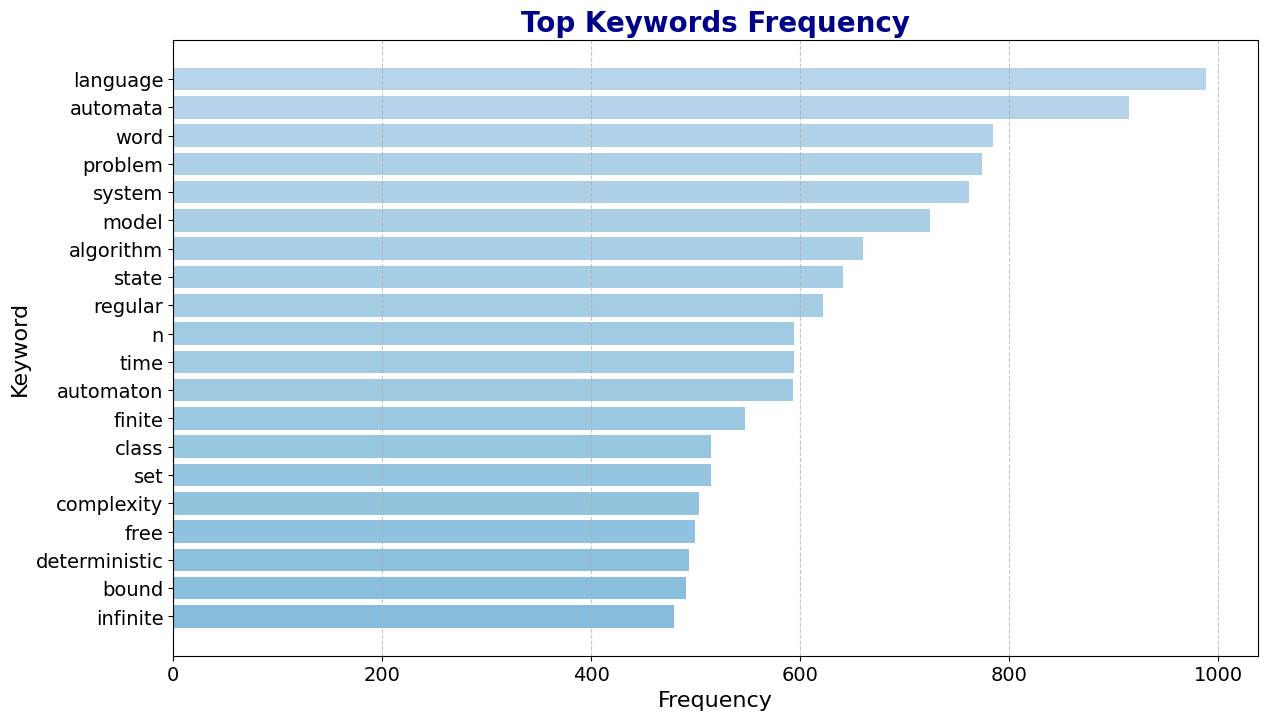 Top Keywords Frequency
Keyword
language
automata
word
problem
system
model
algorithm
state
regular
n
time
automaton
finite
class
set
complexity
free
deterministic
bound
infinite
0 200 400 600 800 1000
Frequency